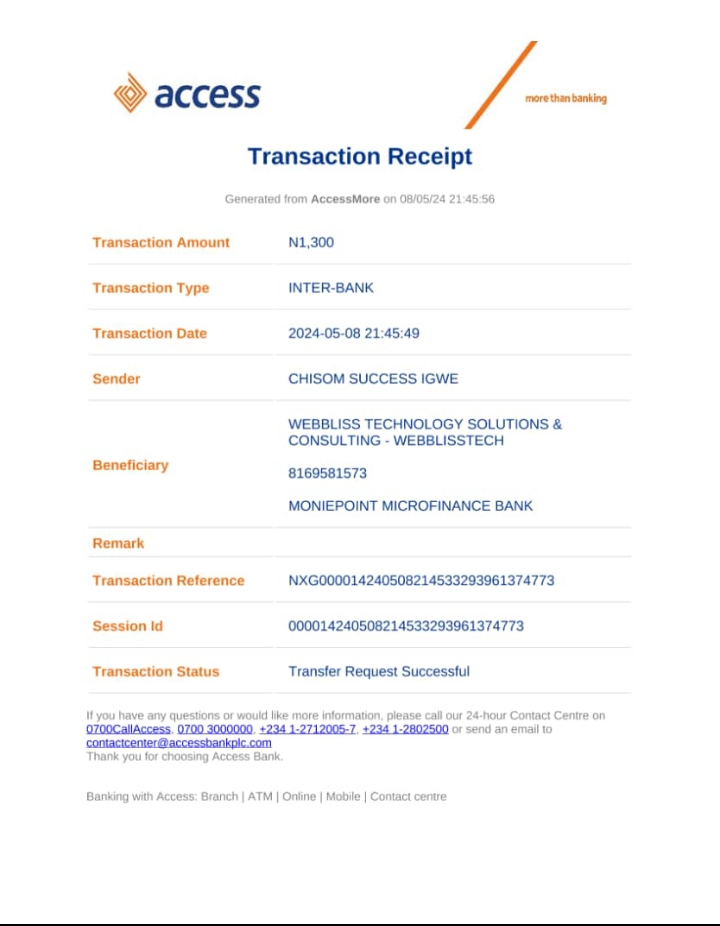 access
more than banking
Transaction Receipt
Generated from AccessMore on 08/05/24 21:45:56
Transaction Amount N1,300
Transaction Type INTER-BANK
Transaction Date 2024-05-08 21:45:49
Sender CHISOM SUCCESS IGWE
WEBBLISS TECHNOLOGY SOLUTIONS &
CONSULTING - WEBBLISSTECH
Beneficiary
8169581573
MONIEPOINT MICROFINANCE BANK
Remark
Transaction Reference NXG000014240508214533293961374773
Session Id 000014240508214533293961374773
Transaction Status Transfer Request Successful
If you have any questions or would like more information, please call our 24-hour Contact Centre on
0700CallAccess, 0700 3000000, +234 1-2712005-7, +234 1-2802500 or send an email to
contactcenter@accessbankplc.com
Thank you for choosing Access Bank.
Banking with Access: Branch | ATM | Online | Mobile | Contact centre